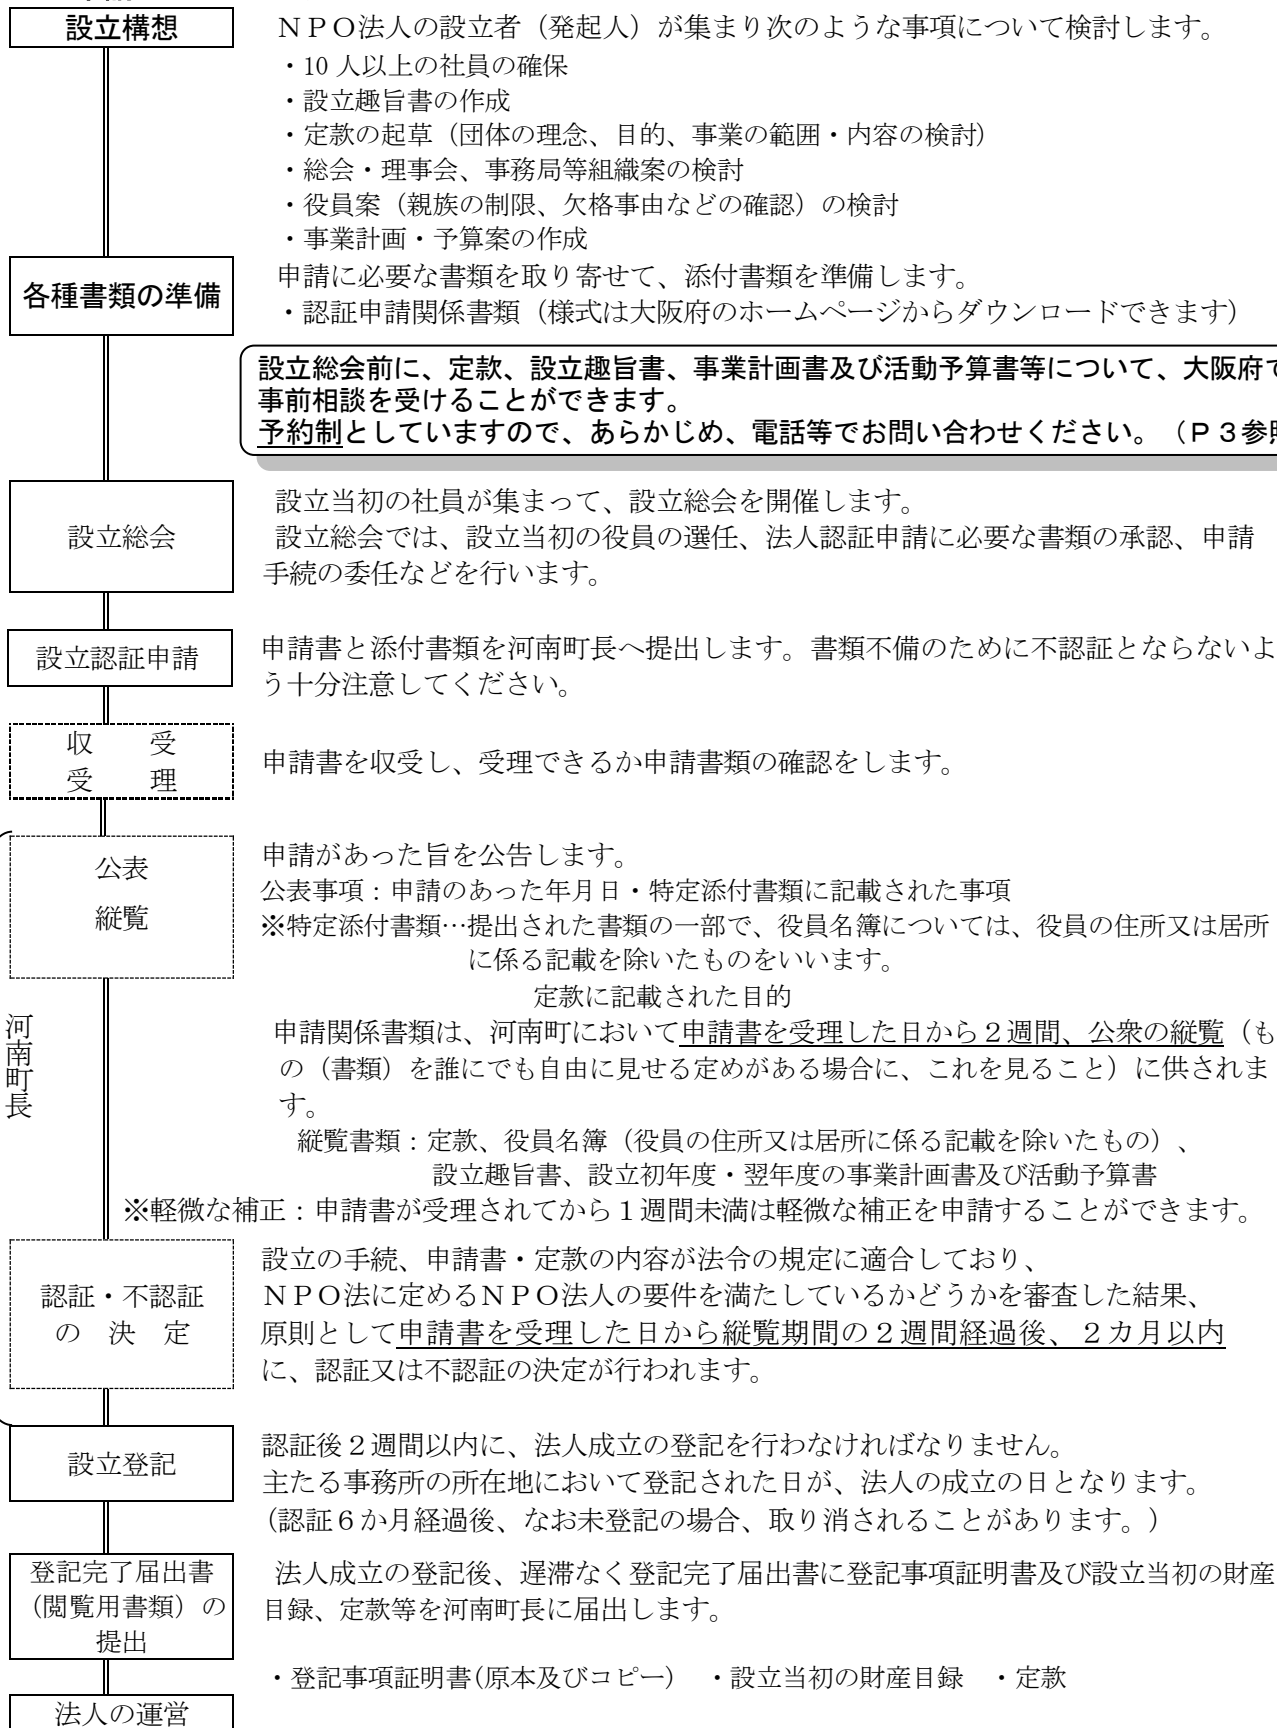 設立構想
ＮＰＯ法人の設立者（発起人）が集まり次のような事項について検討します。
・10 人以上の社員の確保
・設立趣旨書の作成
・定款の起草（団体の理念、目的、事業の範囲・内容の検討）
・総会・理事会、事務局等組織案の検討
・役員案（親族の制限、欠格事由などの確認）の検討
・事業計画・予算案の作成
各種書類の準備
申請に必要な書類を取り寄せて、添付書類を準備します。
・認証申請関係書類（様式は大阪府のホームページからダウンロードできます）
設立総会前に、定款、設立趣旨書、事業計画書及び活動予算書等について、大阪府で
事前相談を受けることができます。
予約制としていますので、あらかじめ、電話等でお問い合わせください。（Ｐ３参照
設立総会
設立当初の社員が集まって、設立総会を開催します。
設立総会では、設立当初の役員の選任、法人認証申請に必要な書類の承認、申請
手続の委任などを行います。
設立認証申請
申請書と添付書類を河南町長へ提出します。書類不備のために不認証とならないよ
う十分注意してください。
収　受
受　理
申請書を収受し、受理できるか申請書類の確認をします。
公表
縦覧
申請があった旨を公告します。
公表事項：申請のあった年月日・特定添付書類に記載された事項
※特定添付書類…提出された書類の一部で、役員名簿については、役員の住所又は居所
に係る記載を除いたものをいいます。
定款に記載された目的
申請関係書類は、河南町において申請書を受理した日から２週間、公衆の縦覧（も
の（書類）を誰にでも自由に見せる定めがある場合に、これを見ること）に供されま
す。
縦覧書類：定款、役員名簿（役員の住所又は居所に係る記載を除いたもの）、
設立趣旨書、設立初年度・翌年度の事業計画書及び活動予算書
※軽微な補正：申請書が受理されてから１週間未満は軽微な補正を申請することができます。
河南町長
認証・不認証
の　決　定
設立の手続、申請書・定款の内容が法令の規定に適合しており、
ＮＰＯ法に定めるＮＰＯ法人の要件を満たしているかどうかを審査した結果、
原則として申請書を受理した日から縦覧期間の２週間経過後、２カ月以内
に、認証又は不認証の決定が行われます。
設立登記
認証後２週間以内に、法人成立の登記を行わなければなりません。
主たる事務所の所在地において登記された日が、法人の成立の日となります。
（認証６か月経過後、なお未登記の場合、取り消されることがあります。）
登記完了届出書
（閲覧用書類）の
提出
法人成立の登記後、遅滞なく登記完了届出書に登記事項証明書及び設立当初の財産
目録、定款等を河南町長に届出します。
・登記事項証明書(原本及びコピー)　・設立当初の財産目録　・定款
法人の運営